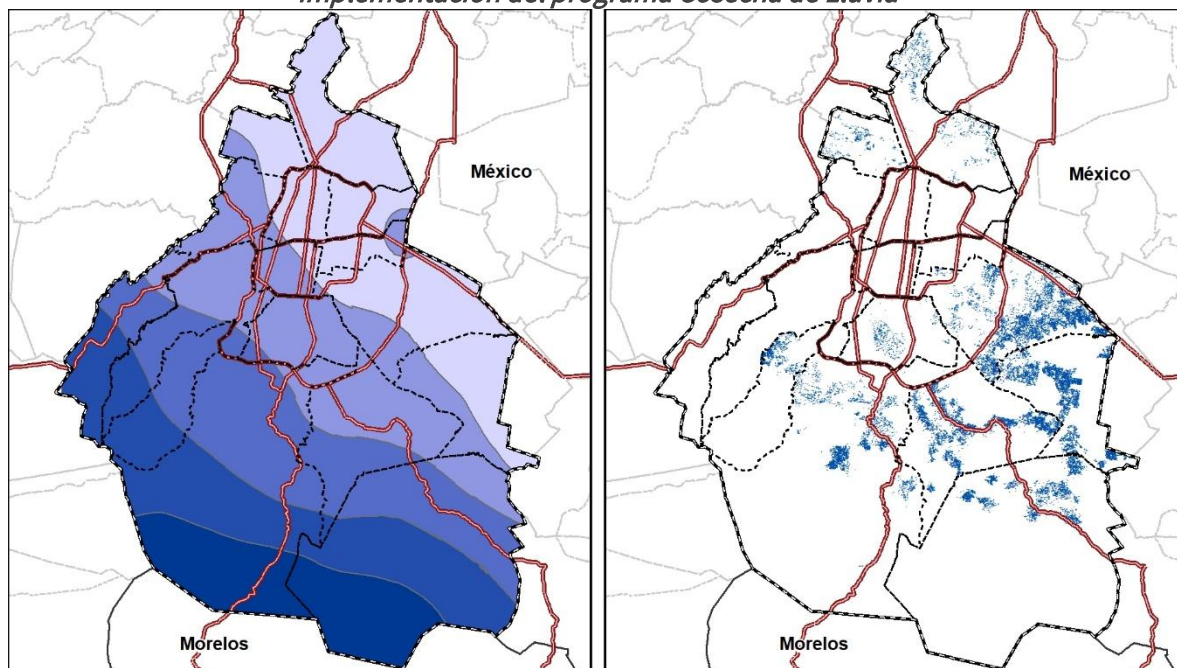 implementación del programa Cosecha de Lluvia
México
México
Morelos
Morelos